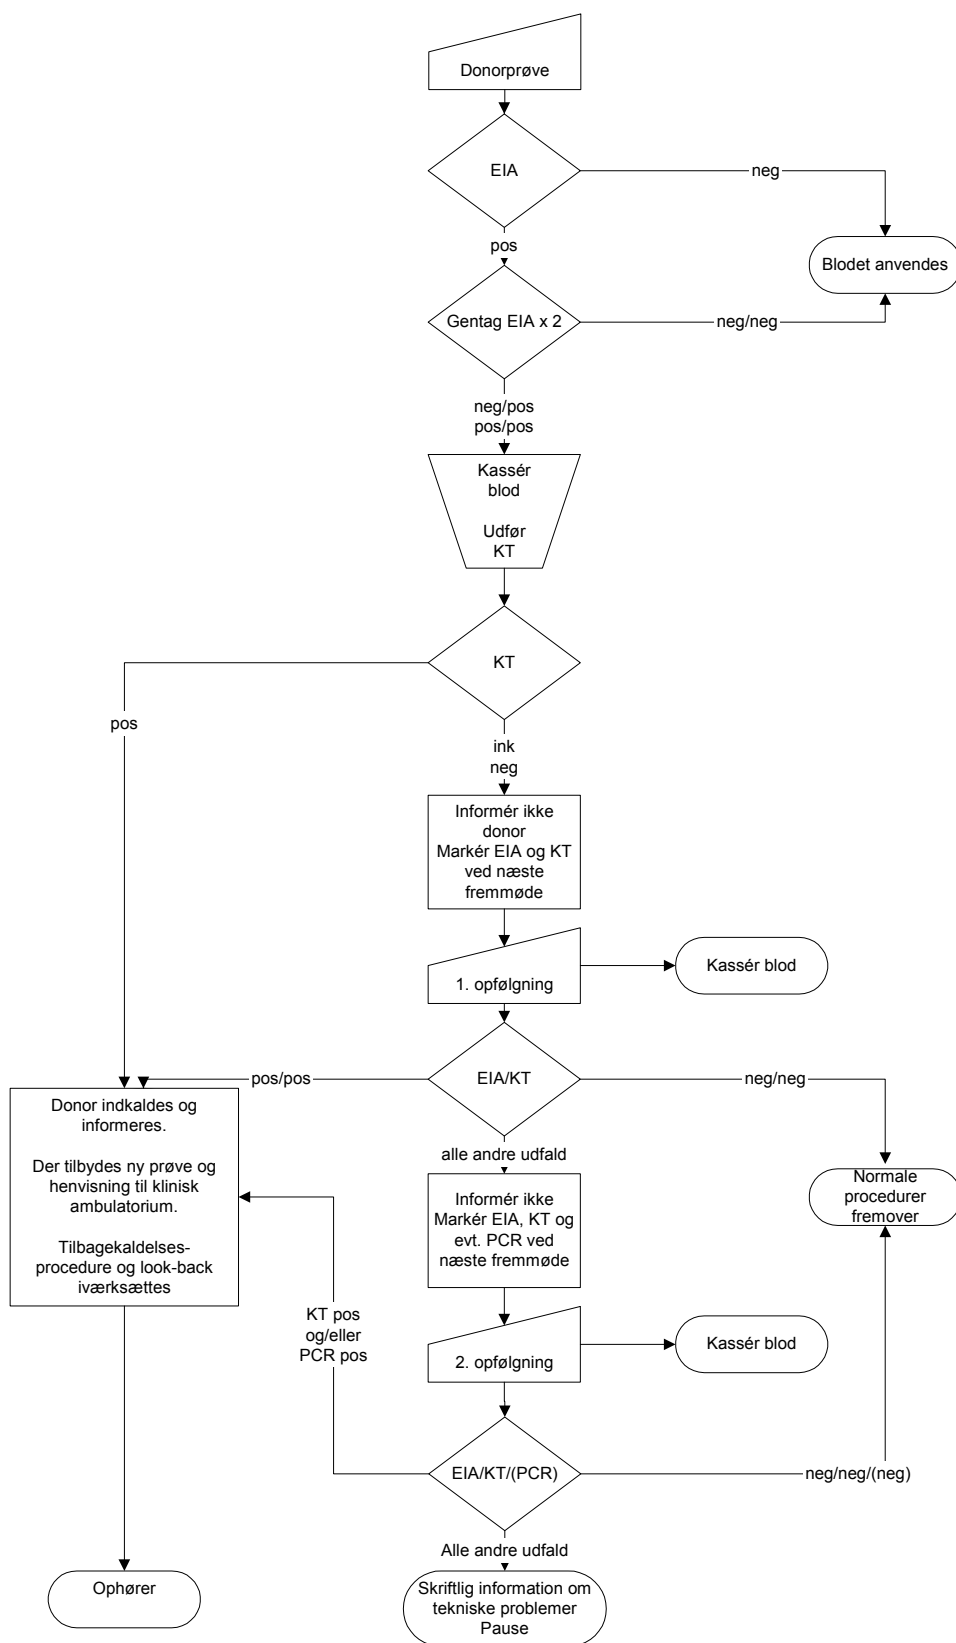 Donorprøve
EIA
neg
pos
Blodet anvendes
Gentag EIA x 2
neg/neg
neg/pos
pos/pos
Kassér
blod
Udfør
KT
KT
pos
ink
neg
Informér ikke
donor
Markér EIA og KT
ved næste
fremmøde
1. opfølgning
Kassér blod
EIA/KT
pos/pos
neg/neg
Donor indkaldes og
informeres.
Der tilbydes ny prøve og
henvisning til klinisk
ambulatorium.
Tilbagekaldelses-
procedure og look-back
iværksættes
alle andre udfald
Informér ikke
Markér EIA, KT og
evt. PCR ved
næste fremmøde
Normale
procedurer
fremover
KT pos
og/eller
PCR pos
2. opfølgning
Kassér blod
EIA/KT/(PCR)
neg/neg/(neg)
Alle andre udfald
Ophører
Skriftlig information om
tekniske problemer
Pause